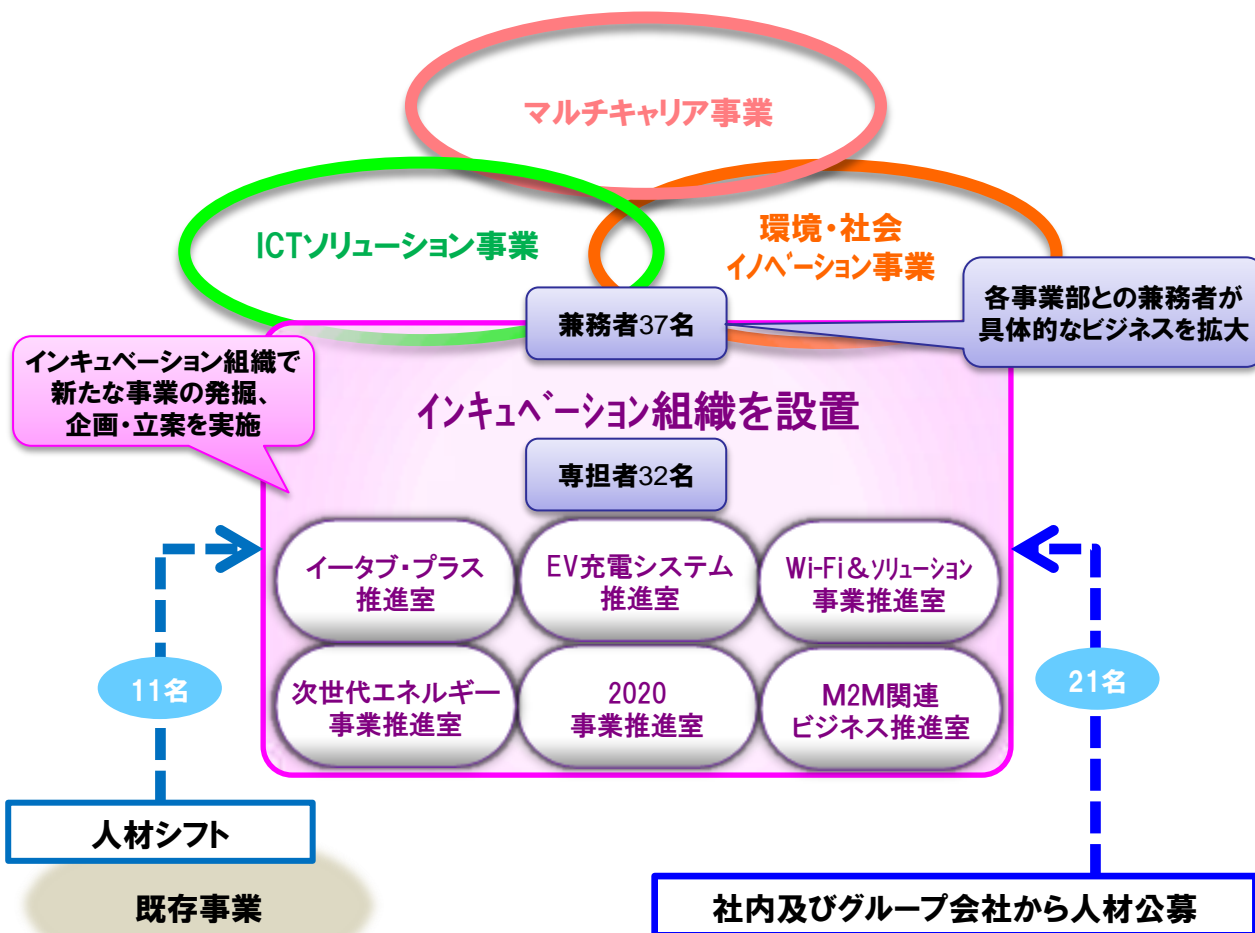 マルチキャリア事業
ICTソリューション事業
環境・社会
イノベーション事業
兼務者37名
各事業部との兼務者が
具体的なビジネスを拡大
インキュベーション組織で
新たな事業の発掘、
企画・立案を実施
インキュベーション組織を設置
専担者32名
イータブ・プラス
推進室
EV充電システム
推進室
Wi-Fi&ソリューション
事業推進室
次世代エネルギー
事業推進室
2020
事業推進室
M2M関連
ビジネス推進室
11名
21名
人材シフト
既存事業
社内及びグループ会社から人材公募